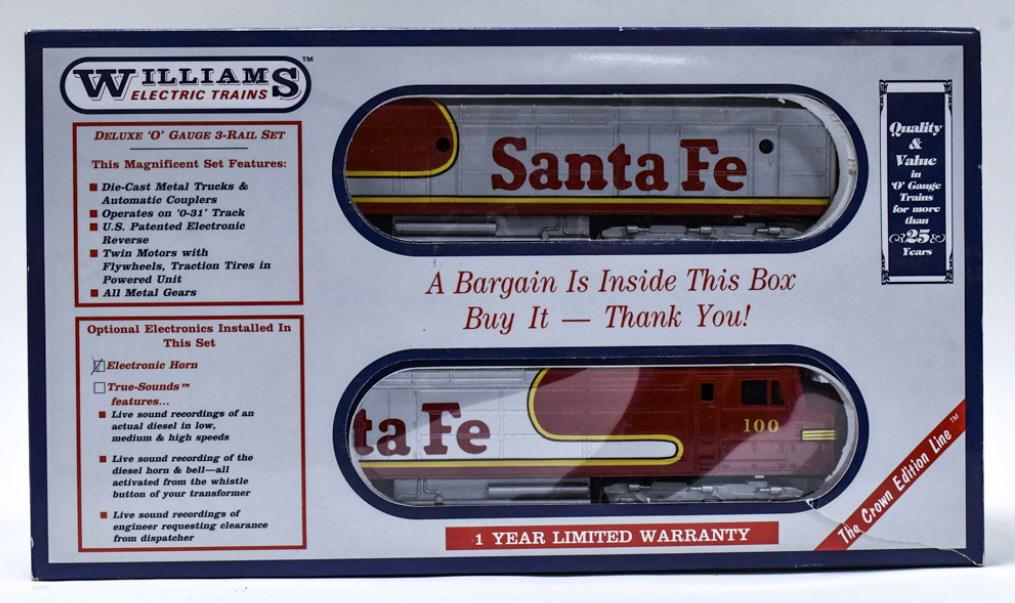 WILLIAMS™
ELECTRIC TRAINS
DELUXE 'O' GAUGE 3-RAIL SET
This Magnificent Set Features:
■ Die-Cast Metal Trucks &
Automatic Couplers
■ Operates on '0-31' Track
■ U.S. Patented Electronic
Reverse
■ Twin Motors with
Flywheels, Traction Tires in
Powered Unit
■ All Metal Gears
Optional Electronics Installed In
This Set
☑ Electronic Horn
☐ True-Sounds™
features...
■ Live sound recordings of an
actual diesel in low,
medium & high speeds
■ Live sound recording of the
diesel horn & bell—all
activated from the whistle
button of your transformer
■ Live sound recordings of
engineer requesting clearance
from dispatcher
Santa Fe
A Bargain Is Inside This Box
Buy It — Thank You!
ta Fe
100
1 YEAR LIMITED WARRANTY
Quality
&
Value
in
'O' Gauge
Trains
for more
than
25
Years
The Crown Edition Line™